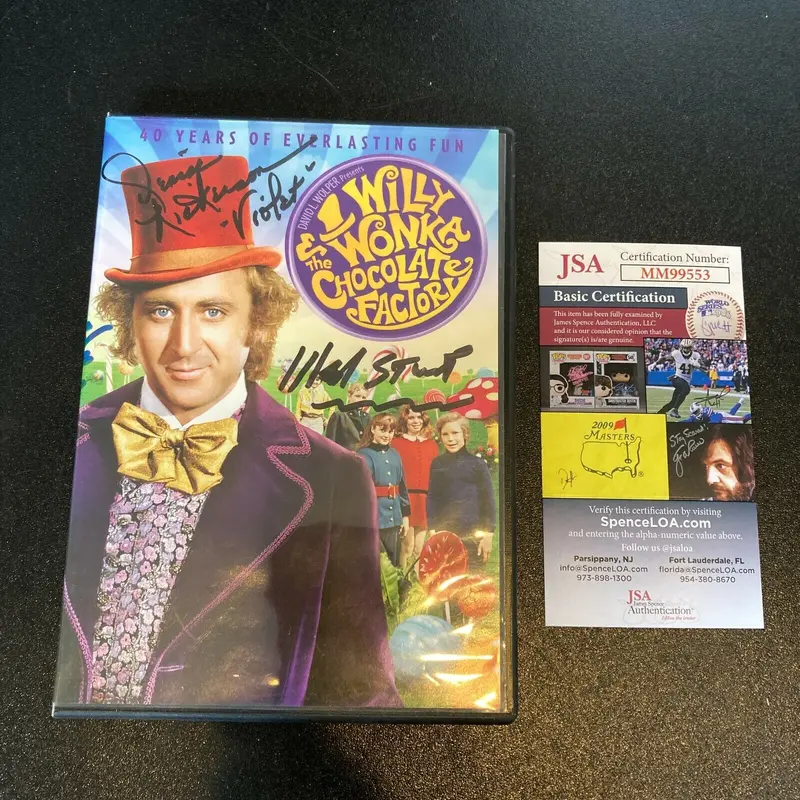 40 YEARS OF EVERLASTING FUN
Denise
Nickerson
"Violet"
DAVID L. WOLPER Presents
WILLY
WONKA
& THE
CHOCOLATE
FACTORY
JSA
Certification Number:
MM99553
Basic Certification
This item has been fully examined by
James Spence Authentication, LLC
and it is our considered opinion that the
signature(s) is/are genuine.
WORLD
SERIES
2009
MASTERS
Verify this certification by visiting
SpenceLOA.com
and entering the alpha-numeric value above.
Follow us @jsaloa
Parsippany, NJ
info@SpenceLOA.com
973-898-1300
Fort Lauderdale, FL
florida@SpenceLOA.com
954-380-8670
JSA
James Spence
Authentication